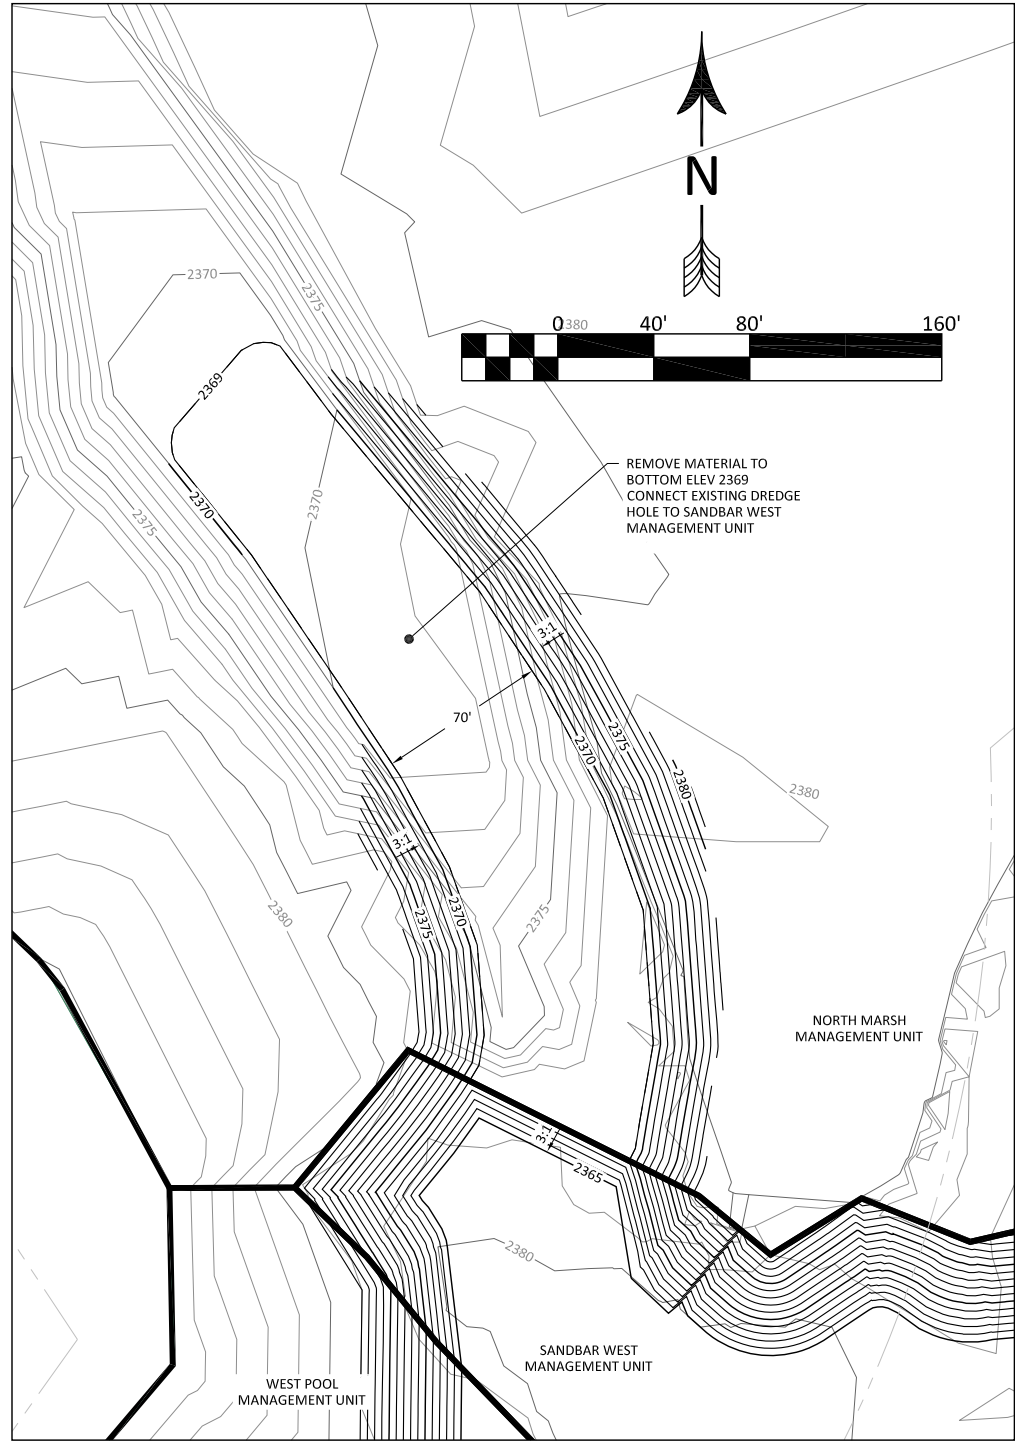 N
0 40' 80' 160'
2380
2370
2375
2369
REMOVE MATERIAL TO
BOTTOM ELEV 2369
CONNECT EXISTING DREDGE
HOLE TO SANDBAR WEST
MANAGEMENT UNIT
2370
2370
2375
3:1
70'
2375
2370
2380
2380
3:1
2380
2375
2370
2375
NORTH MARSH
MANAGEMENT UNIT
3:1
2365
2380
SANDBAR WEST
MANAGEMENT UNIT
WEST POOL
MANAGEMENT UNIT